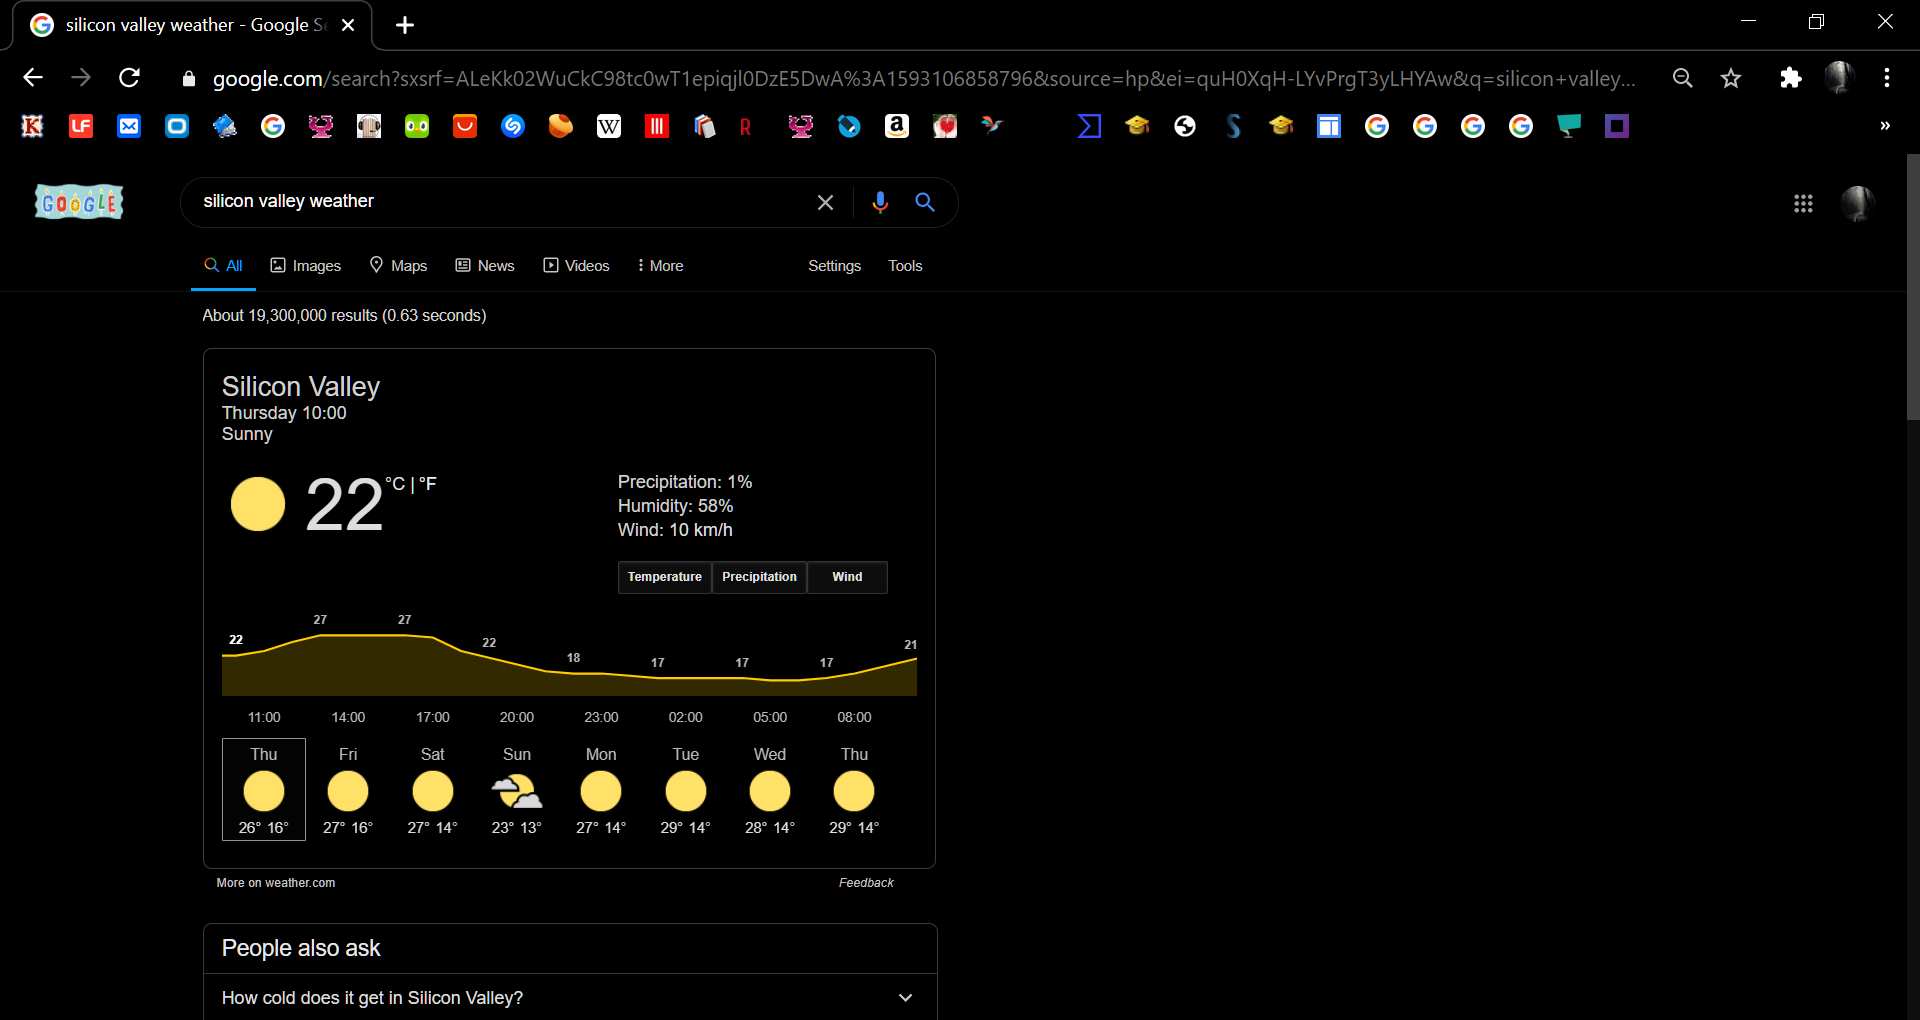 silicon valley weather - Google Se
google.com/search?sxsrf=ALeKk02WuCkC98tc0wT1epiqjl0DzE5DwA%3A1593106858796&source=hp&ei=quH0XqH-LYvPrgT3yLHYAw&q=silicon+valley...
GOOGLE
silicon valley weather
All Images Maps News Videos More Settings Tools
About 19,300,000 results (0.63 seconds)
Silicon Valley
Thursday 10:00
Sunny
22 °C | °F
Precipitation: 1%
Humidity: 58%
Wind: 10 km/h
Temperature Precipitation Wind
22 27 27 22 18 17 17 17 21
11:00 14:00 17:00 20:00 23:00 02:00 05:00 08:00
Thu Fri Sat Sun Mon Tue Wed Thu
26° 16° 27° 16° 27° 14° 23° 13° 27° 14° 29° 14° 28° 14° 29° 14°
More on weather.com Feedback
People also ask
How cold does it get in Silicon Valley?